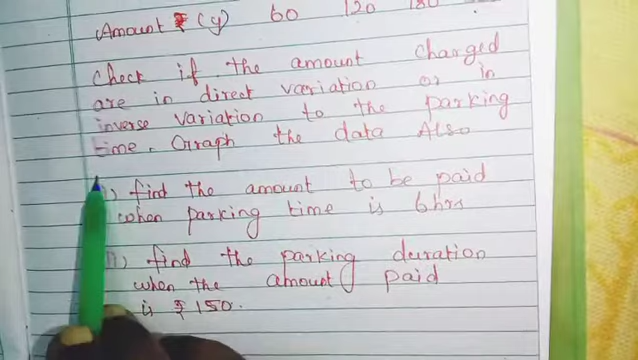 Amount ₹ (y) 60 120 180
Check if the amount charged
are in direct variation or in
inverse variation to the parking
time. Graph the data Also
) find the amount to be paid
when parking time is 6hrs
ii) find the parking duration
when the amount paid
is ₹ 150.